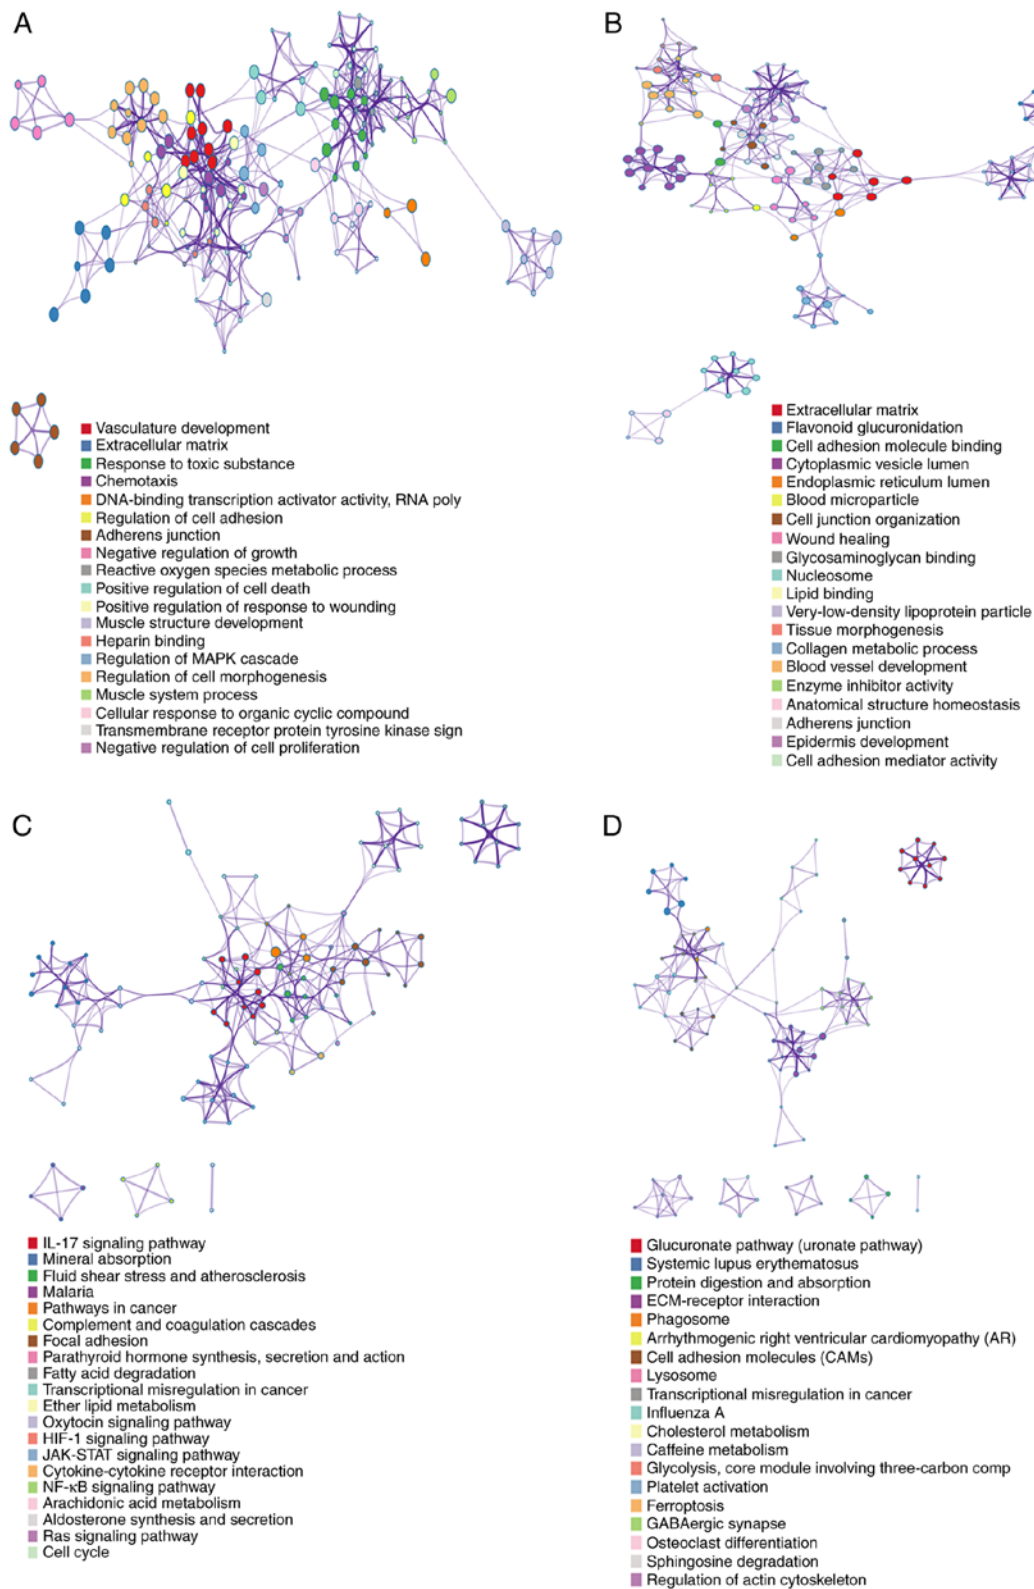 A
B
Vasculature development
Extracellular matrix
Response to toxic substance
Chemotaxis
DNA-binding transcription activator activity, RNA poly
Regulation of cell adhesion
Adherens junction
Negative regulation of growth
Reactive oxygen species metabolic process
Positive regulation of cell death
Positive regulation of response to wounding
Muscle structure development
Heparin binding
Regulation of MAPK cascade
Regulation of cell morphogenesis
Muscle system process
Cellular response to organic cyclic compound
Transmembrane receptor protein tyrosine kinase sign
Negative regulation of cell proliferation
Extracellular matrix
Flavonoid glucuronidation
Cell adhesion molecule binding
Cytoplasmic vesicle lumen
Endoplasmic reticulum lumen
Blood microparticle
Cell junction organization
Wound healing
Glycosaminoglycan binding
Nucleosome
Lipid binding
Very-low-density lipoprotein particle
Tissue morphogenesis
Collagen metabolic process
Blood vessel development
Enzyme inhibitor activity
Anatomical structure homeostasis
Adherens junction
Epidermis development
Cell adhesion mediator activity
C
D
IL-17 signaling pathway
Mineral absorption
Fluid shear stress and atherosclerosis
Malaria
Pathways in cancer
Complement and coagulation cascades
Focal adhesion
Parathyroid hormone synthesis, secretion and action
Fatty acid degradation
Transcriptional misregulation in cancer
Ether lipid metabolism
Oxytocin signaling pathway
HIF-1 signaling pathway
JAK-STAT signaling pathway
Cytokine-cytokine receptor interaction
NF-κB signaling pathway
Arachidonic acid metabolism
Aldosterone synthesis and secretion
Ras signaling pathway
Cell cycle
Glucuronate pathway (uronate pathway)
Systemic lupus erythematosus
Protein digestion and absorption
ECM-receptor interaction
Phagosome
Arrhythmogenic right ventricular cardiomyopathy (AR)
Cell adhesion molecules (CAMs)
Lysosome
Transcriptional misregulation in cancer
Influenza A
Cholesterol metabolism
Caffeine metabolism
Glycolysis, core module involving three-carbon comp
Platelet activation
Ferroptosis
GABAergic synapse
Osteoclast differentiation
Sphingosine degradation
Regulation of actin cytoskeleton